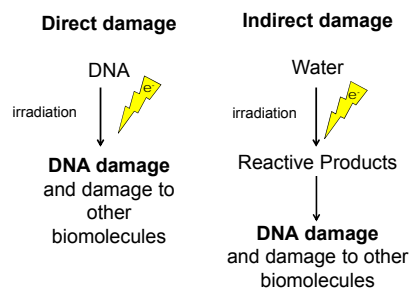 Direct damage
DNA
e-
irradiation
DNA damage
and damage to
other
biomolecules
Indirect damage
Water
e-
irradiation
Reactive Products
DNA damage
and damage to other
biomolecules